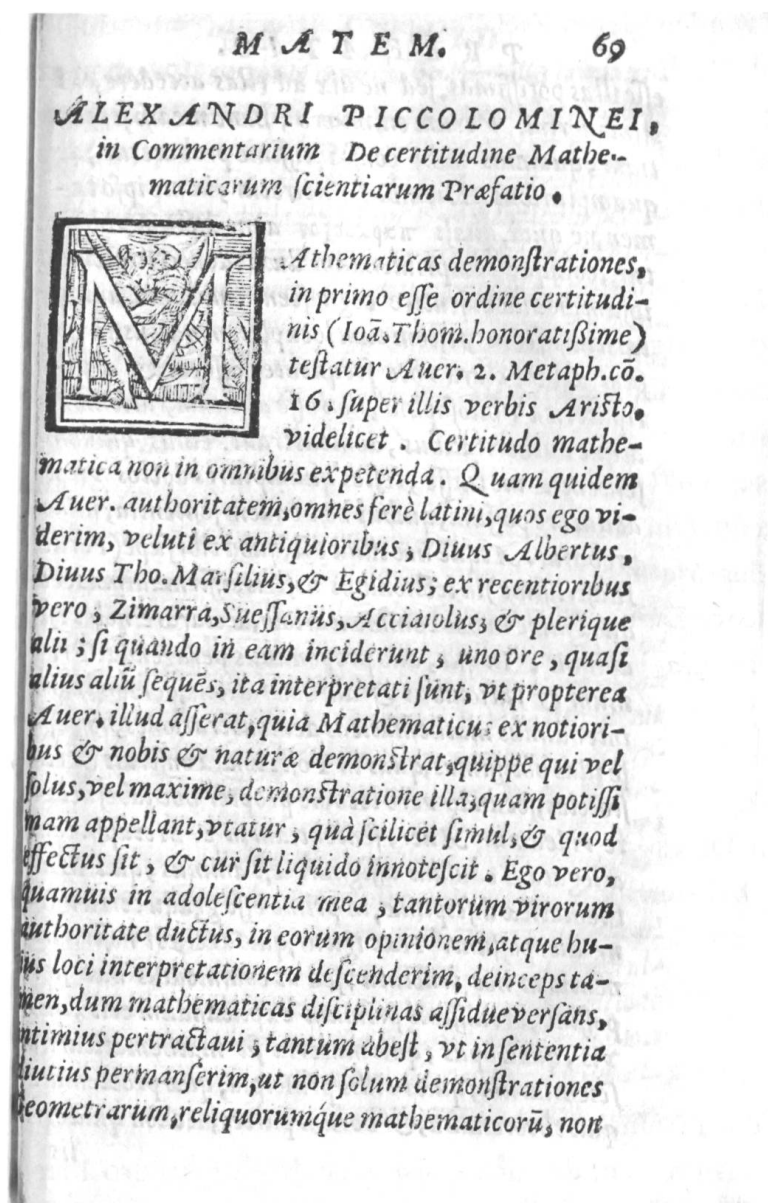 MATEM. 69
ALEXANDRI PICCOLOMINEI,
in Commentarium De certitudine Mathe-
maticarum scientiarum Præfatio.
MAthematicas demonſtrationes,
in primo eſſe ordine certitudi-
nis (Ioā. Thom. honoratißime)
teſtatur Auer. 2. Metaph. cō.
16. ſuper illis verbis Ariſto.
videlicet. Certitudo mathe-
matica non in omnibus expetenda. Quam quidem
Auer. authoritatem, omnes ferè latini, quos ego vi-
derim, veluti ex antiquioribus, Diuus Albertus,
Diuus Tho. Marſilius, & Egidius; ex recentioribus
vero, Zimarra, Sueſſanus, Acciaiolus, & plerique
alii; ſi quando in eam inciderunt, uno ore, quaſi
alius aliū ſequēs, ita interpretati ſunt, vt propterea
Auer. illud aſſerat, quia Mathematicus ex notiori-
bus & nobis & naturæ demonſtrat, quippe qui vel
ſolus, vel maxime, demonſtratione illa, quam potiſſi
mam appellant, vtatur, quà ſcilicet ſimul, & quod
effectus ſit, & cur ſit liquido innoteſcit. Ego vero,
quamuis in adoleſcentia mea, tantorum virorum
authoritate ductus, in eorum opinionem, atque hu-
ius loci interpretationem deſcenderim, deinceps ta-
men, dum mathematicas diſciplinas aſſidue verſans,
intimius pertractaui, tantum abeſt, vt in ſententia
diutius permanſerim, ut non ſolum demonſtrationes
Geometrarum, reliquorumq́ue mathematicorū, non